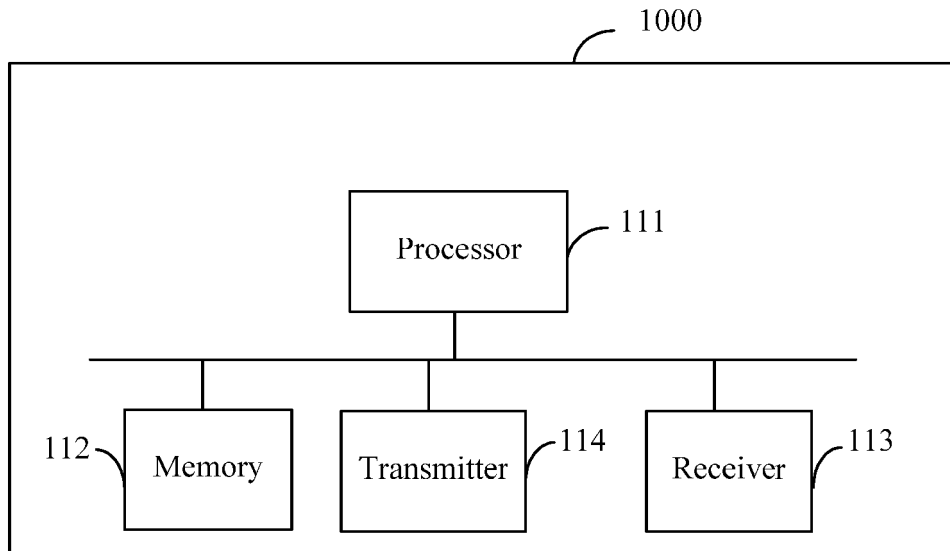 1000
Processor
111
112
Memory
Transmitter
114
Receiver
113